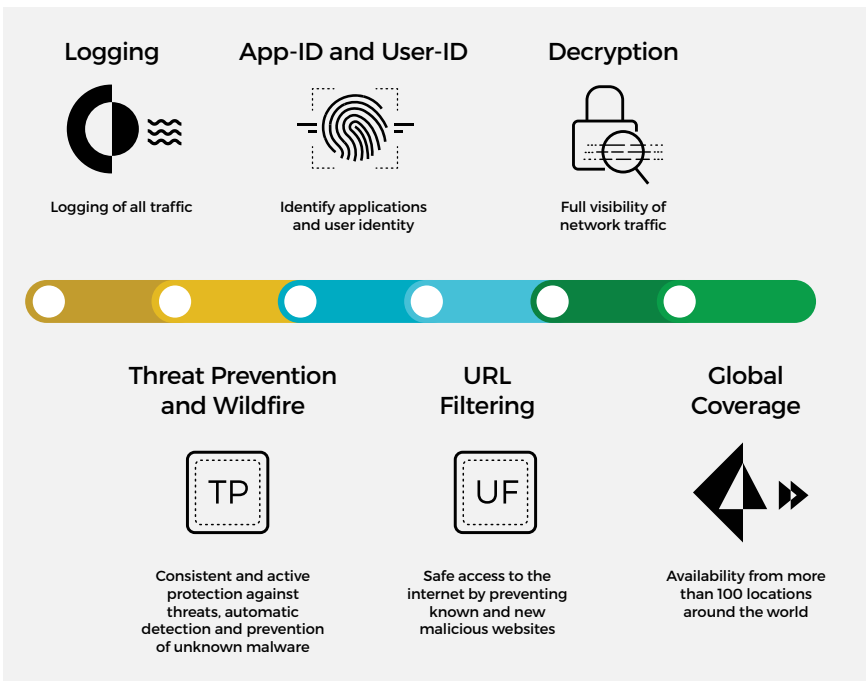 Logging
Logging of all traffic
App-ID and User-ID
Identify applications
and user identity
Decryption
Full visibility of
network traffic
Threat Prevention
and Wildfire
TP
Consistent and active
protection against
threats, automatic
detection and prevention
of unknown malware
URL
Filtering
UF
Safe access to the
internet by preventing
known and new
malicious websites
Global
Coverage
Availability from more
than 100 locations
around the world